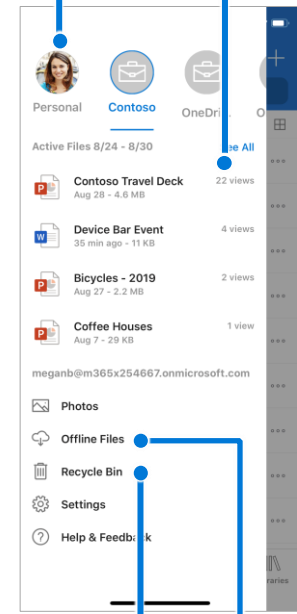 Personal
Contoso
OneDri...
O
Active Files 8/24 - 8/30
ee All
Contoso Travel Deck
22 views
Aug 28 - 4.6 MB
Device Bar Event
4 views
35 min ago - 11 KB
Bicycles - 2019
2 views
Aug 27 - 2.2 MB
Coffee Houses
1 view
Aug 7 - 29 KB
meganb@m365x254667.onmicrosoft.com
Photos
Offline Files
Recycle Bin
Settings
Help & Feedback
raries